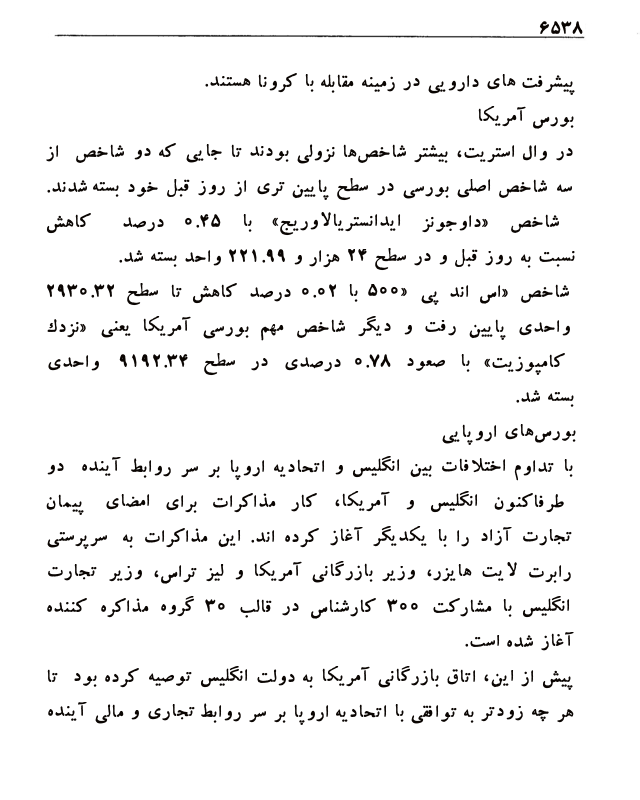 ۶۵۳۸
پیشرفت های دارویی در زمینه مقابله با کرونا هستند.
بورس آمریکا
در وال استریت، بیشتر شاخص‌ها نزولی بودند تا جایی که دو شاخص از
سه شاخص اصلی بورسی در سطح پایین تری از روز قبل خود بسته شدند.
شاخص «داوجونز ایدانستریالاوریج» با ۰.۴۵ درصد کاهش
نسبت به روز قبل و در سطح ۲۴ هزار و ۲۲۱.۹۹ واحد بسته شد.
شاخص «اس اند پی «۵۰۰ با ۰.۰۲ درصد کاهش تا سطح ۲۹۳۰.۳۲
واحدی پایین رفت و دیگر شاخص مهم بورسی آمریکا یعنی «نزدك
کامپوزیت» با صعود ۰.۷۸ درصدی در سطح ۹۱۹۲.۳۴ واحدی
بسته شد.
بورس‌های اروپایی
با تداوم اختلافات بین انگلیس و اتحادیه اروپا بر سر روابط آینده دو
طرفاکنون انگلیس و آمریکا، کار مذاکرات برای امضای پیمان
تجارت آزاد را با یکدیگر آغاز کرده اند. این مذاکرات به سرپرستی
رابرت لایت هایزر، وزیر بازرگانی آمریکا و لیز تراس، وزیر تجارت
انگلیس با مشارکت ۳۰۰ کارشناس در قالب ۳۰ گروه مذاکره کننده
آغاز شده است.
پیش از این، اتاق بازرگانی آمریکا به دولت انگلیس توصیه کرده بود تا
هر چه زودتر به توافقی با اتحادیه اروپا بر سر روابط تجاری و مالی آینده